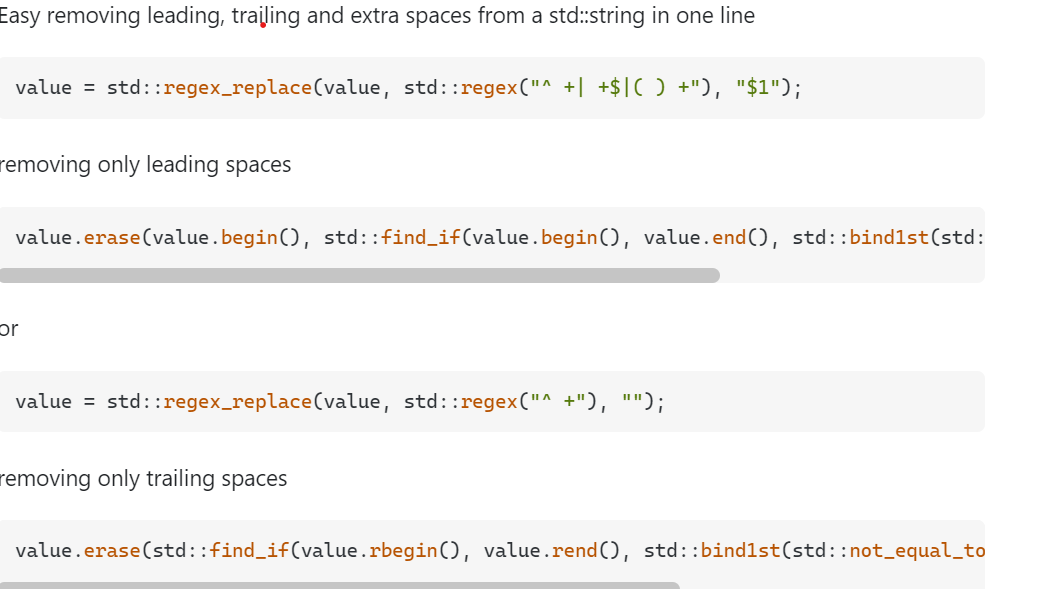 Easy removing leading, trailing and extra spaces from a std::string in one line
value = std::regex_replace(value, std::regex("^ +| +$|( ) +"), "$1");
removing only leading spaces
value.erase(value.begin(), std::find_if(value.begin(), value.end(), std::bind1st(std:
or
value = std::regex_replace(value, std::regex("^ +"), "");
removing only trailing spaces
value.erase(std::find_if(value.rbegin(), value.rend(), std::bind1st(std::not_equal_to